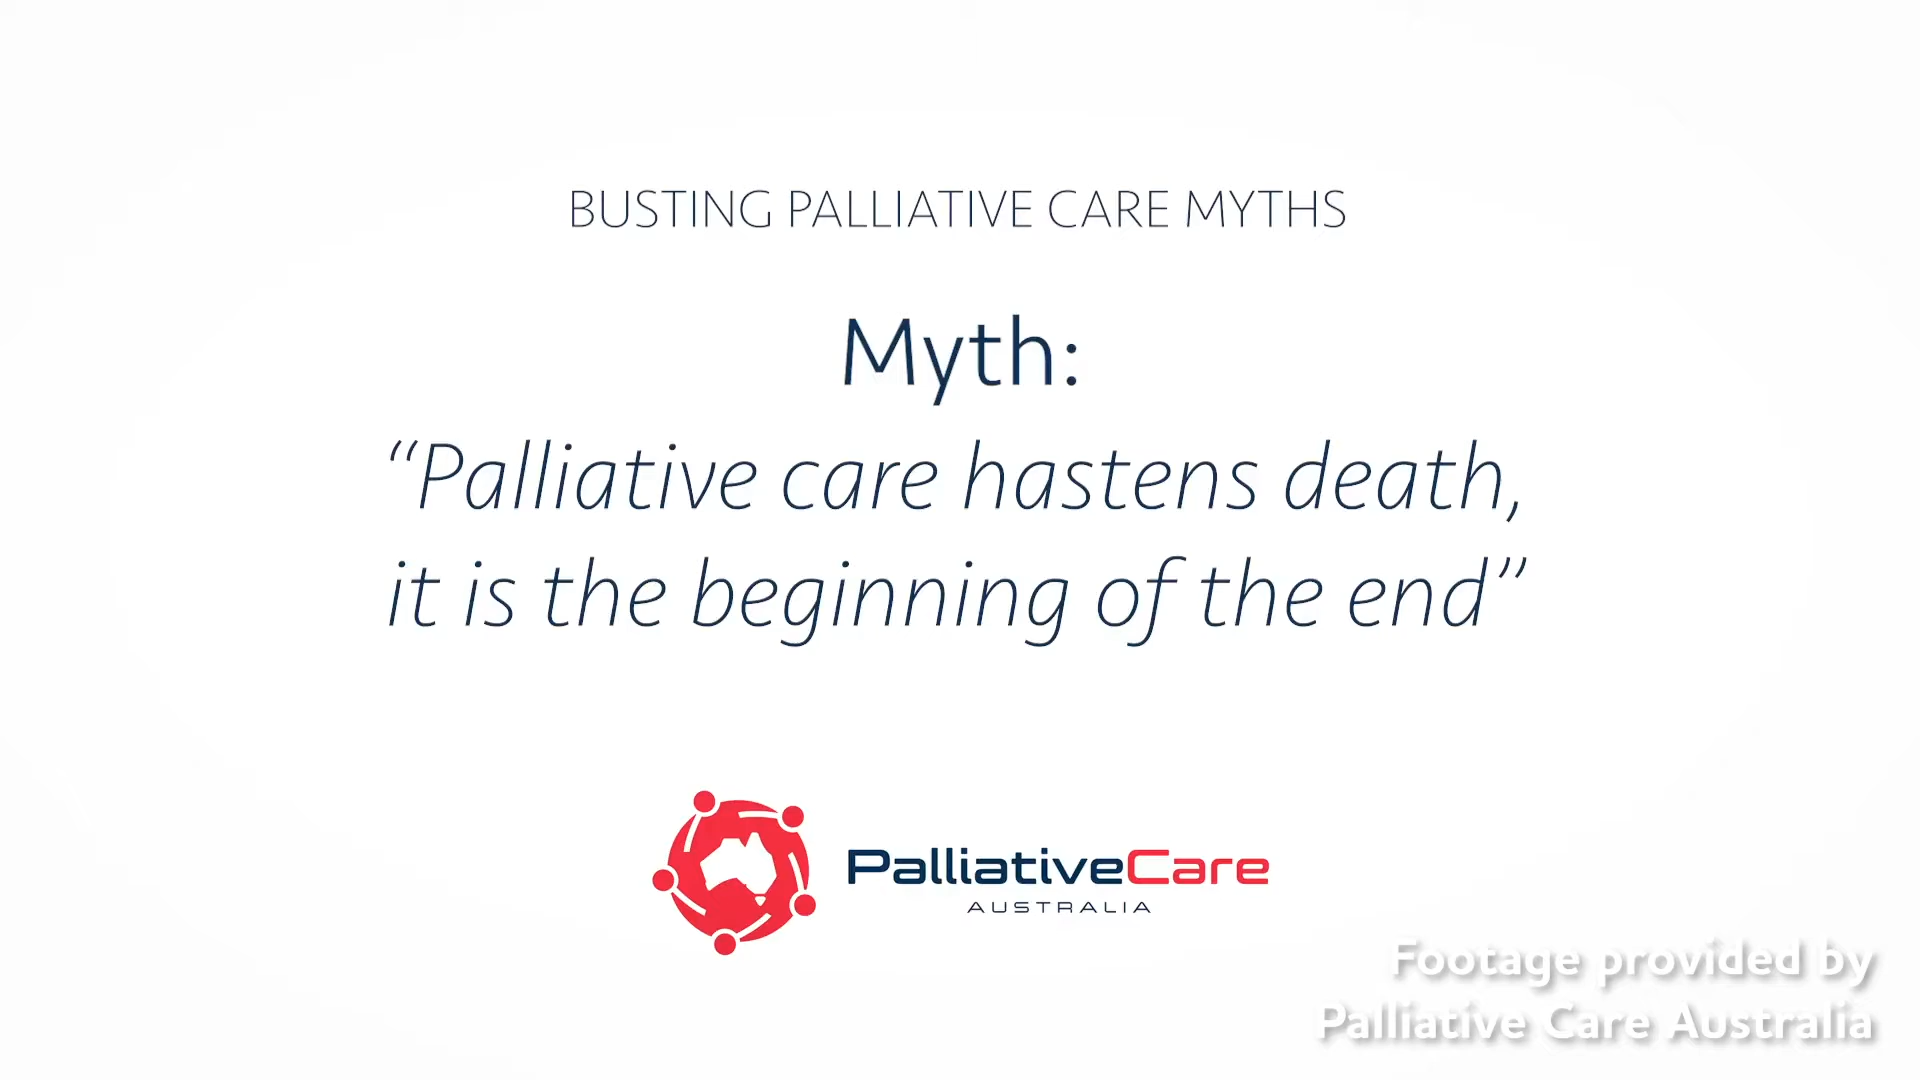 BUSTING PALLIATIVE CARE MYTHS
Myth:
“Palliative care hastens death,
it is the beginning of the end”
PalliativeCare
AUSTRALIA
Footage provided by
Palliative Care Australia